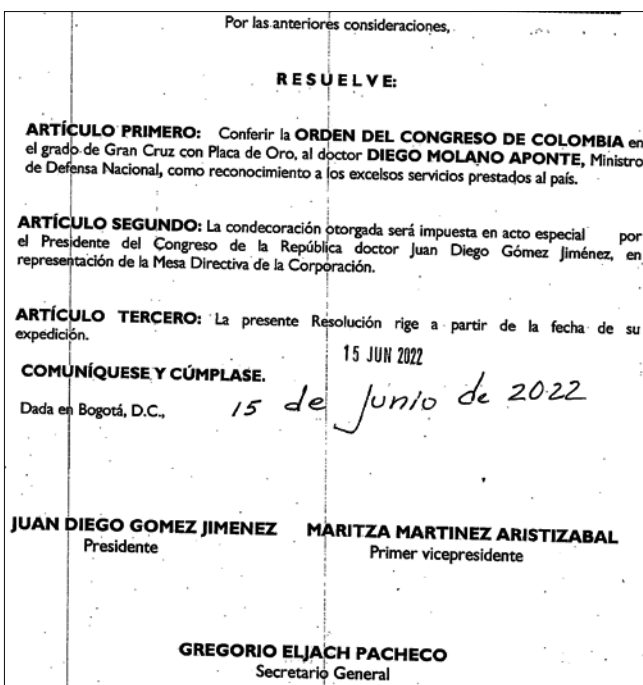 Por las anteriores consideraciones,
RESUELVE:
ARTÍCULO PRIMERO: Conferir la ORDEN DEL CONGRESO DE COLOMBIA en
el grado de Gran Cruz con Placa de Oro, al doctor DIEGO MOLANO APONTE, Ministro
de Defensa Nacional, como reconocimiento a los excelsos servicios prestados al país.
ARTÍCULO SEGUNDO: La condecoración otorgada será impuesta en acto especial por
el Presidente del Congreso de la República doctor Juan Diego Gómez Jiménez, en
representación de la Mesa Directiva de la Corporación.
ARTÍCULO TERCERO: La presente Resolución rige a partir de la fecha de su
expedición.
15 JUN 2022
COMUNÍQUESE Y CÚMPLASE.
Dada en Bogotá, D.C., 15 de Junio de 2022
JUAN DIEGO GOMEZ JIMENEZ MARITZA MARTINEZ ARISTIZABAL
Presidente Primer vicepresidente
GREGORIO ELJACH PACHECO
Secretario General